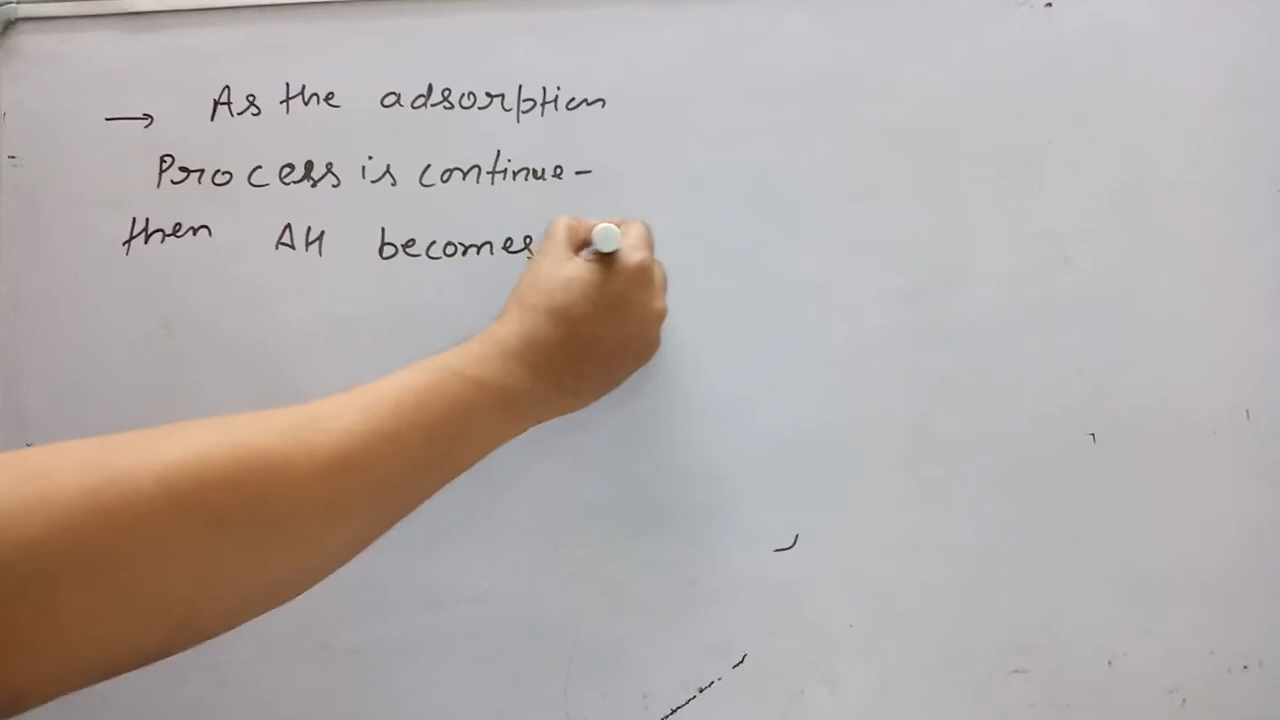 → As the adsorption
Process is continue-
then ΔH becomes